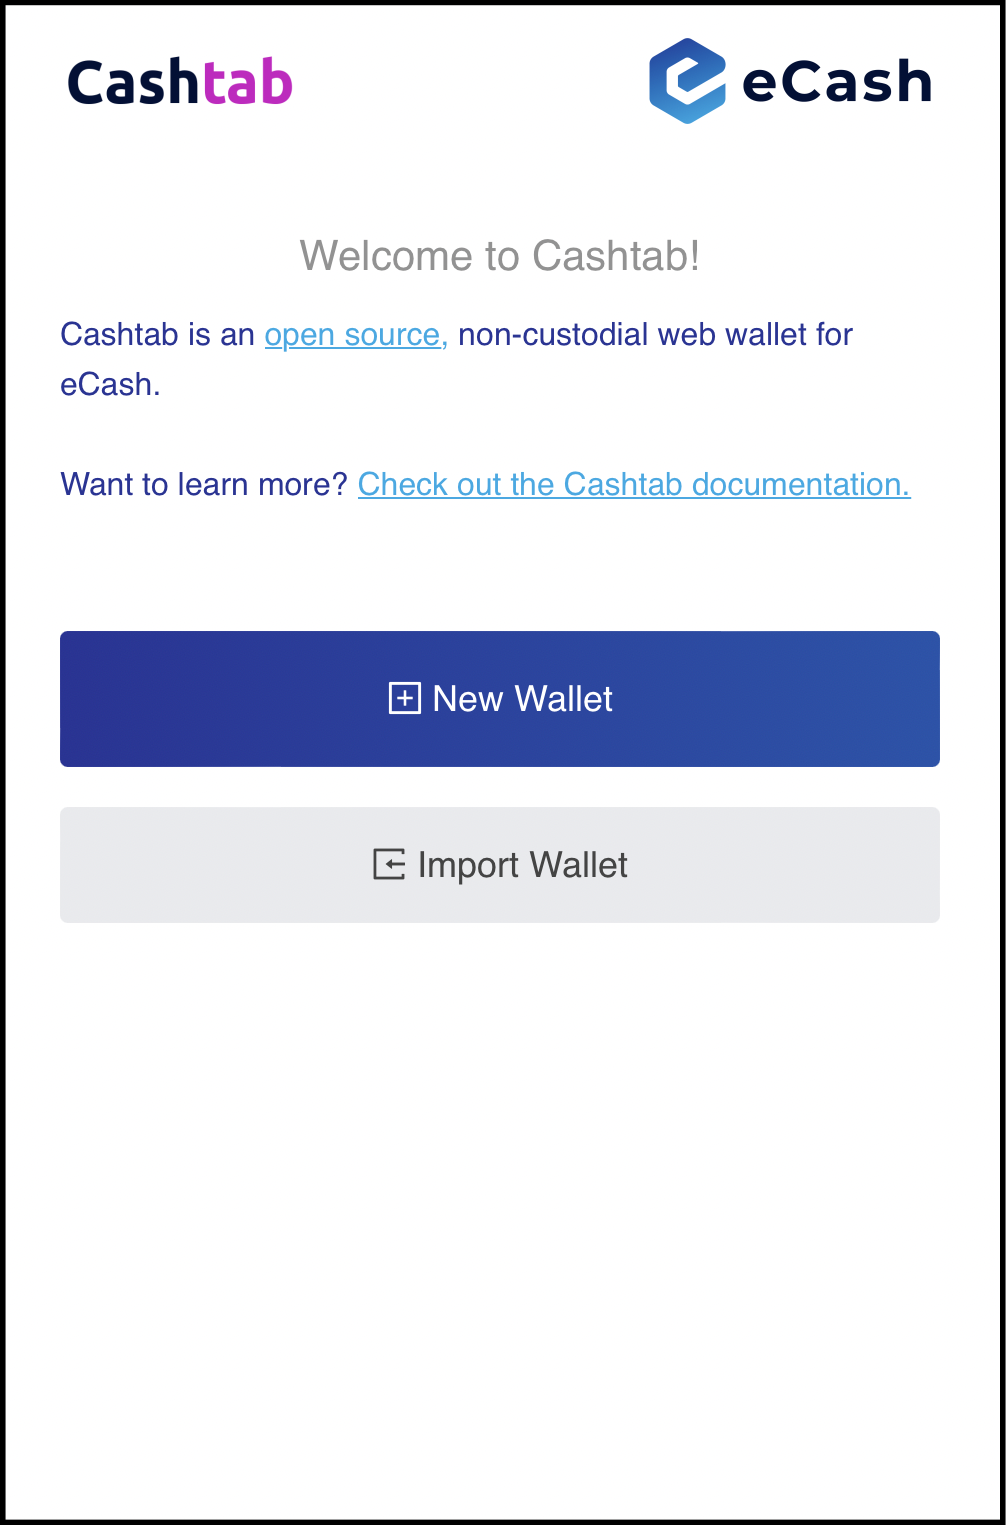 Cashtab
eCash
Welcome to Cashtab!
Cashtab is an open source, non-custodial web wallet for
eCash.
Want to learn more? Check out the Cashtab documentation.
New Wallet
Import Wallet